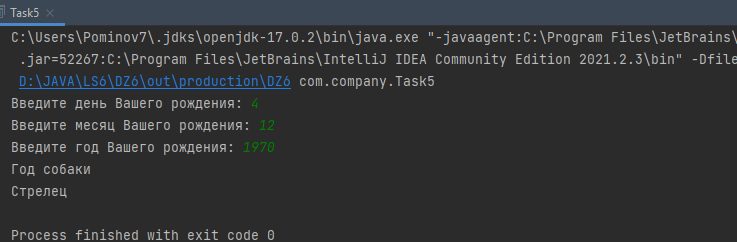 Task5
C:\Users\Pominov7\.jdks\openjdk-17.0.2\bin\java.exe "-javaagent:C:\Program Files\JetBrains\
.jar=52267:C:\Program Files\JetBrains\IntelliJ IDEA Community Edition 2021.2.3\bin" -Dfile
D:\JAVA\LS6\DZ6\out\production\DZ6 com.company.Task5
Введите день Вашего рождения: 4
Введите месяц Вашего рождения: 12
Введите год Вашего рождения: 1970
Год собаки
Стрелец
Process finished with exit code 0